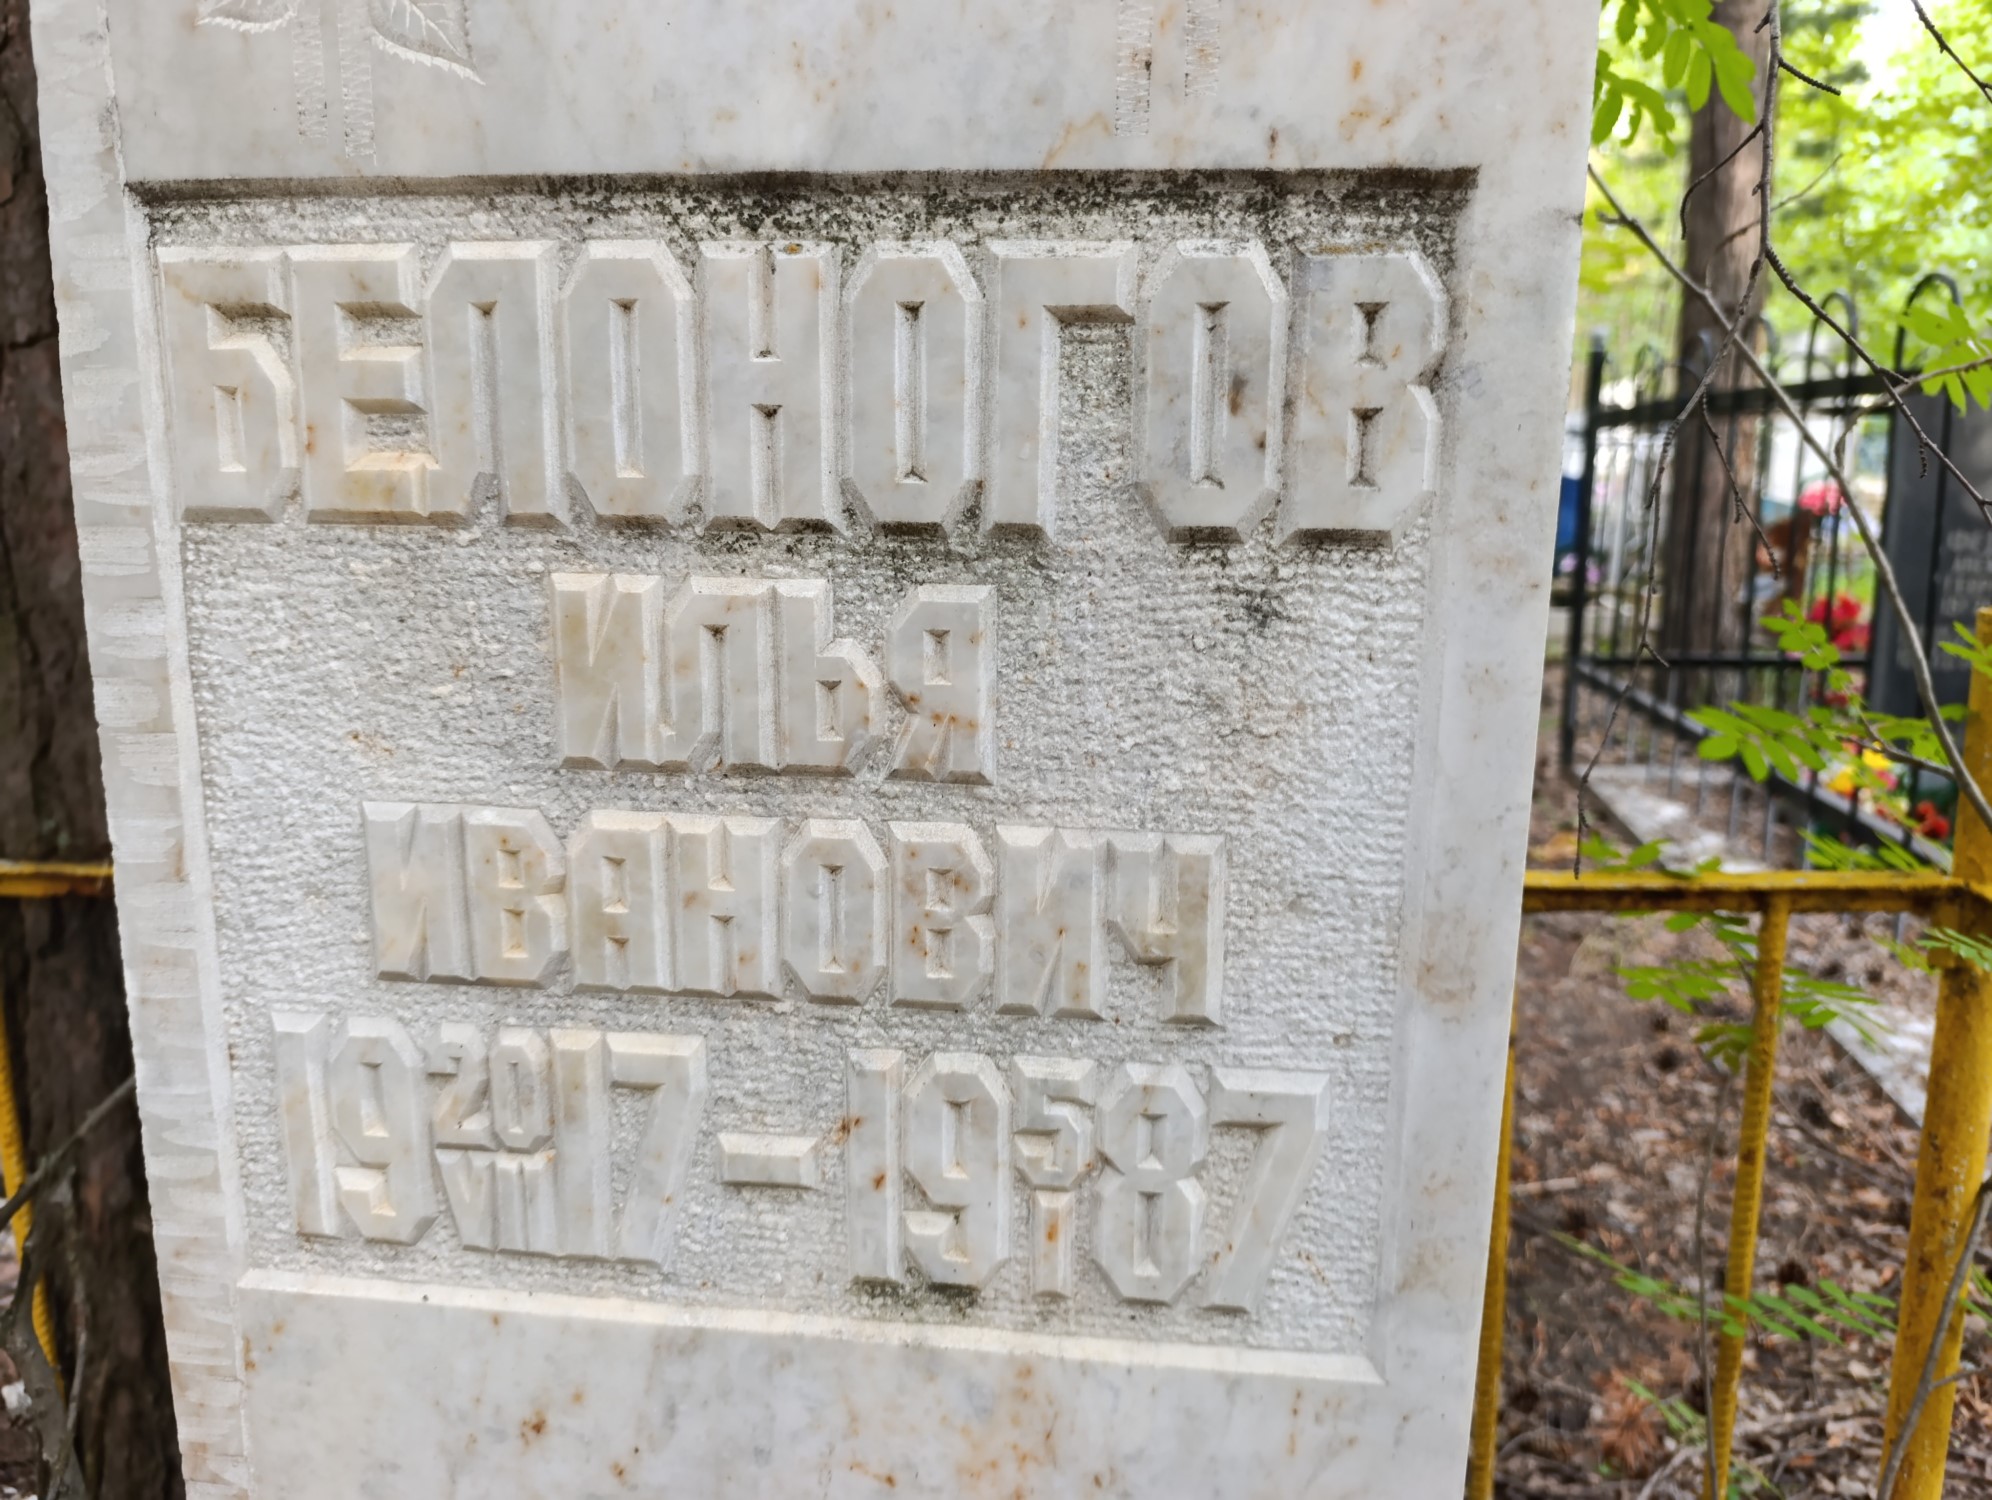 БЕЛОНОГОВ
ИЛЬЯ
ИВАНОВИЧ
19 20/VIII 17 – 19 5/I 87